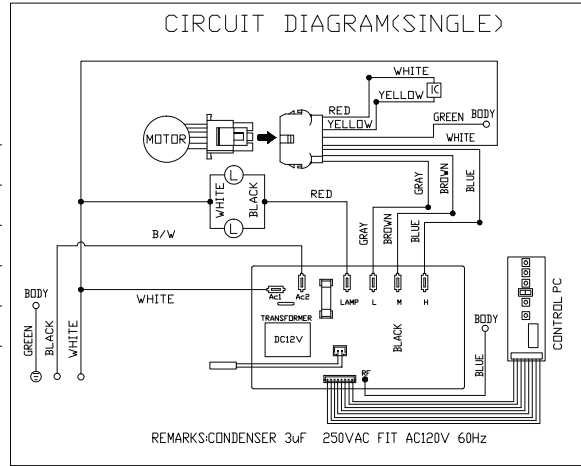 CIRCUIT DIAGRAM(SINGLE)
WHITE
IC
YELLOW
RED
YELLOW
GREEN BODY
WHITE
MOTOR
L
WHITE
BLACK
L
RED
GRAY
BROWN
BLUE
GRAY
BROWN
BLUE
B/W
WHITE
Ac1
Ac2
LAMP
L
M
H
TRANSFORMER
DC12V
BLACK
RF
BODY
BLUE
CONTROL PC
BODY
GREEN
BLACK
WHITE
REMARKS:CONDENSER 3uF 250VAC FIT AC120V 60Hz